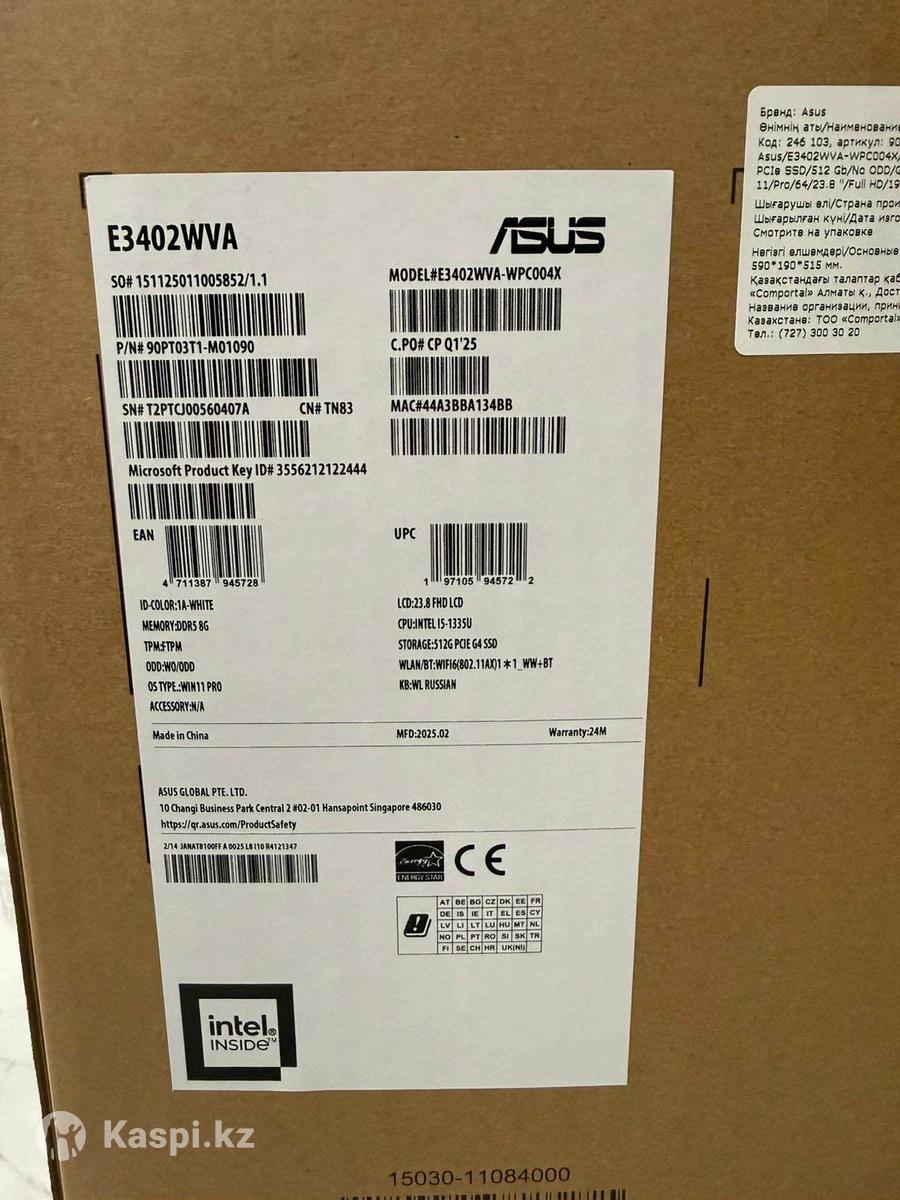 E3402WVA
ASUS
SO# 151125011005852/1.1
MODEL#E3402WVA-WPC004X
P/N# 90PT03T1-M01090
C.PO# CP Q1'25
SN# T2PTCJ00560407A CN# TN83
MAC#44A3BBA134BB
Microsoft Product Key ID# 3556212122444
EAN
4 711387 945728
UPC
1 97105 94572 2
ID-COLOR:1A-WHITE
LCD:23.8 FHD LCD
MEMORY:DDR5 8G
CPU:INTEL I5-1335U
TPM:FTPM
STORAGE:512G PCIE G4 SSD
ODD:WO/ODD
WLAN/BT:WIFI6(802.11AX)1*1_WW+BT
OS TYPE.:WIN11 PRO
KB:WL RUSSIAN
ACCESSORY:N/A
Made in China MFD:2025.02 Warranty:24M
ASUS GLOBAL PTE. LTD.
10 Changi Business Park Central 2 #02-01 Hansapoint Singapore 486030
https://qr.asus.com/ProductSafety
2/14 JANAT8100FF A 0025 L8 I10 R4121347
energy
ENERGY STAR
CE
AT BE BG CZ DK EE FR
DE IS IE IT EL ES CY
LV LI LT LU HU MT NL
NO PL PT RO SI SK TR
FI SE CH HR UK(NI)
intel®
INSIDE™
Бренд: Asus
Өнімнің аты/Наименование
Код: 246 103, артикул: 90
Asus/E3402WVA-WPC004X/
PCIe SSD/512 Gb/No ODD/
11/Pro/64/23.8 "/Full HD/19
Шығарушы елі/Страна прои
Шығарылған күні/Дата изго
Смотрите на упаковке
Негізгі өлшемдері/Основные
590*190*515 мм.
Қазақстандағы талаптар қаб
«Comportal» Алматы қ., Дост
Название организации, прин
Казахстане: ТОО «Comportal»
Тел.: (727) 300 30 20
15030-11084000
Kaspi.kz